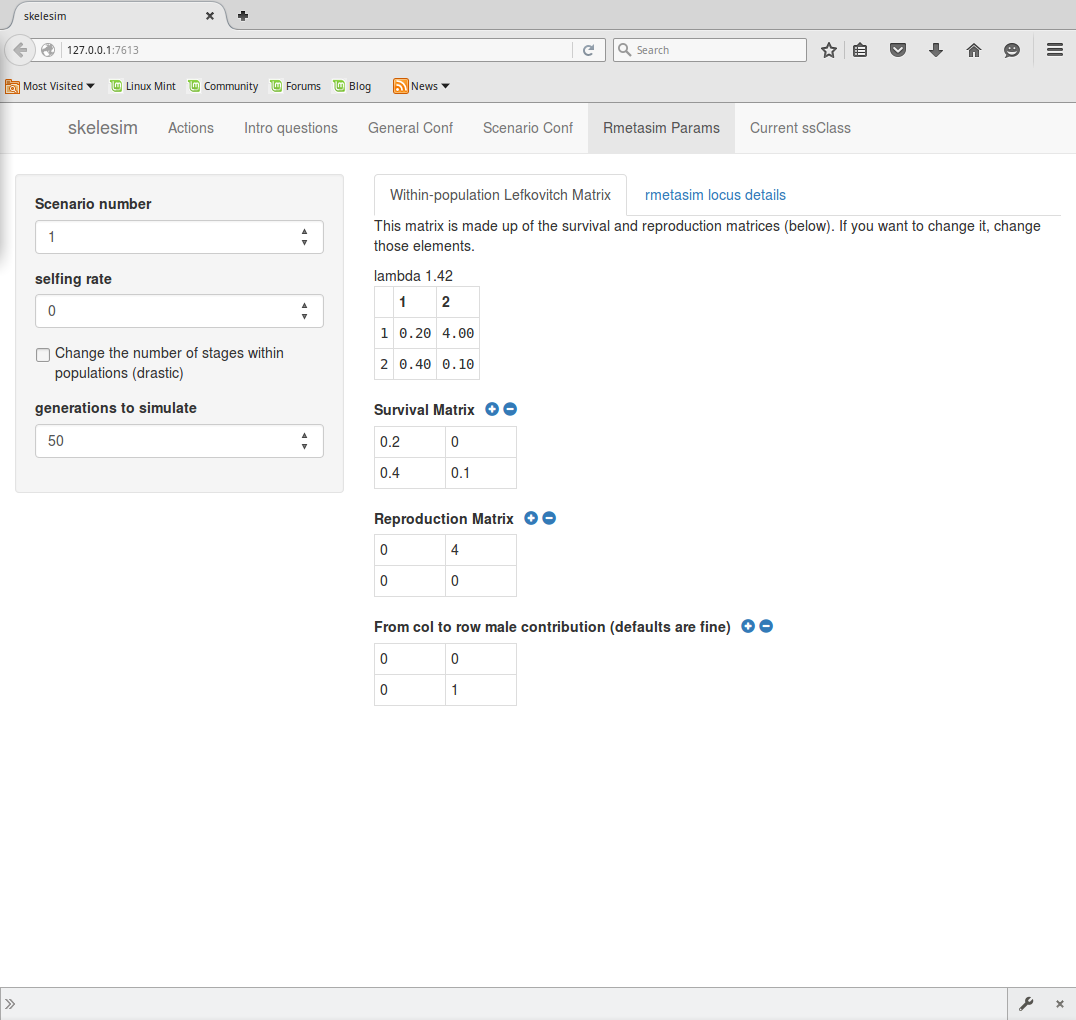 skelesim
127.0.0.1:7613
Search
Most Visited Linux Mint Community Forums Blog News
skelesim Actions Intro questions General Conf Scenario Conf Rmetasim Params Current ssClass
Scenario number
1
selfing rate
0
Change the number of stages within
populations (drastic)
generations to simulate
50
Within-population Lefkovitch Matrix rmetasim locus details
This matrix is made up of the survival and reproduction matrices (below). If you want to change it, change
those elements.
lambda 1.42
1 2
1 0.20 4.00
2 0.40 0.10
Survival Matrix
0.2 0
0.4 0.1
Reproduction Matrix
0 4
0 0
From col to row male contribution (defaults are fine)
0 0
0 1